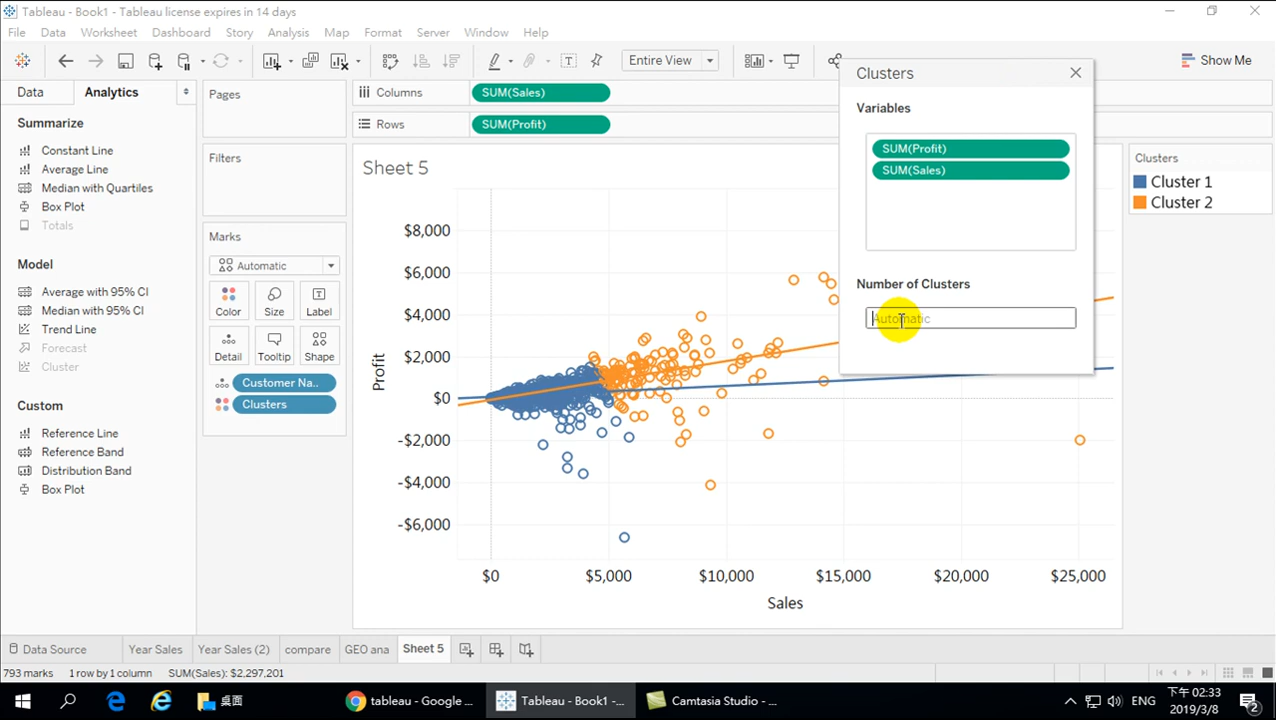 Tableau - Book1 - Tableau license expires in 14 days
File Data Worksheet Dashboard Story Analysis Map Format Server Window Help
Entire View
Show Me
Data
Analytics
Summarize
Constant Line
Average Line
Median with Quartiles
Box Plot
Totals
Model
Average with 95% CI
Median with 95% CI
Trend Line
Forecast
Cluster
Custom
Reference Line
Reference Band
Distribution Band
Box Plot
Pages
Filters
Marks
Automatic
Color Size Label
Detail Tooltip Shape
Customer Na..
Clusters
Columns SUM(Sales)
Rows SUM(Profit)
Sheet 5
Profit
$8,000
$6,000
$4,000
$2,000
$0
-$2,000
-$4,000
-$6,000
$0 $5,000 $10,000 $15,000 $20,000 $25,000
Sales
Clusters
Variables
SUM(Profit)
SUM(Sales)
Number of Clusters
Automatic
Clusters
Cluster 1
Cluster 2
Data Source Year Sales Year Sales (2) compare GEO ana Sheet 5
793 marks 1 row by 1 column SUM(Sales): $2,297,201
桌面 tableau - Google ... Tableau - Book1 -... Camtasia Studio - ... ENG 下午 02:33
2019/3/8 2